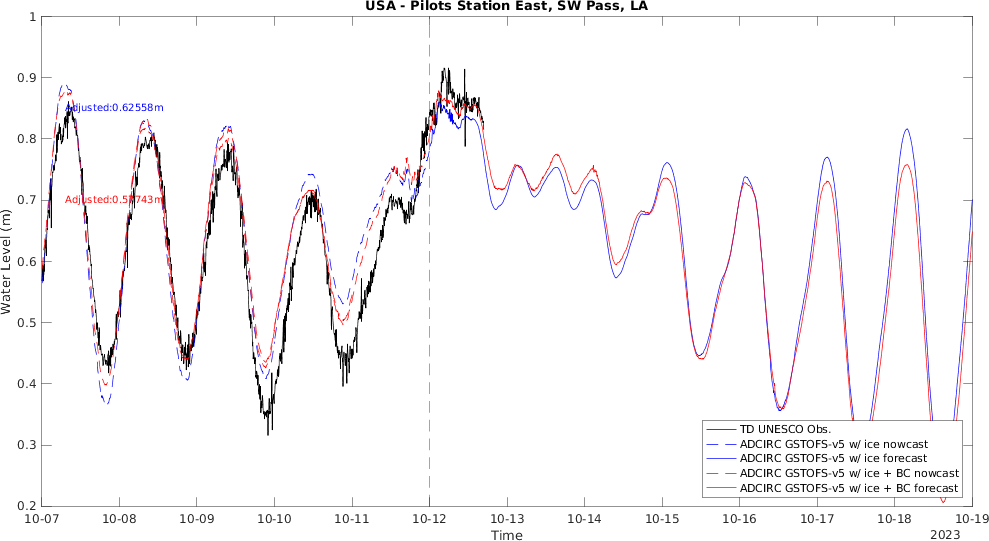 USA - Pilots Station East, SW Pass, LA
1
0.9
0.8
0.7
0.6
0.5
0.4
0.3
0.2
Water Level (m)
Adjusted:0.62558m
TD UNESCO Obs.
ADCIRC GSTOFS-v5 w/ ice nowcast
ADCIRC GSTOFS-v5 w/ ice forecast
ADCIRC GSTOFS-v5 w/ ice + BC nowcast
ADCIRC GSTOFS-v5 w/ ice + BC forecast
10-07
10-08
10-09
10-10
10-11
10-12
10-13
10-14
10-15
10-16
10-17
10-18
10-19
Time
2023